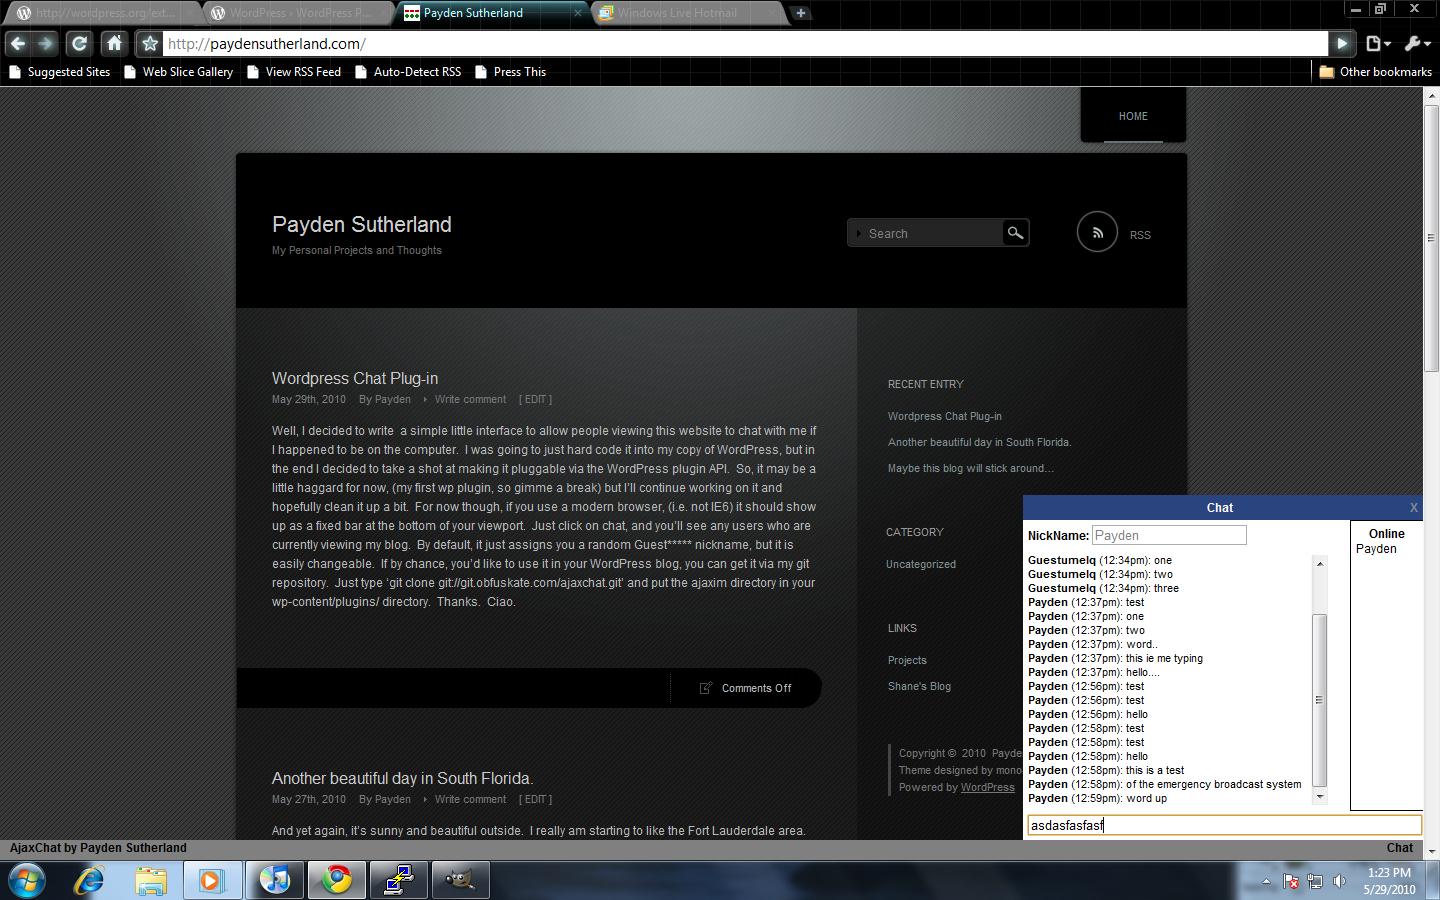 http://wordpress.org/ext...
WordPress › WordPress P...
Payden Sutherland
Windows Live Hotmail
http://paydensutherland.com/
Suggested Sites
Web Slice Gallery
View RSS Feed
Auto-Detect RSS
Press This
Other bookmarks
HOME
Payden Sutherland
My Personal Projects and Thoughts
Search
RSS
Wordpress Chat Plug-in
May 29th, 2010 By Payden Write comment [ EDIT ]
Well, I decided to write  a simple little interface to allow people viewing this website to chat with me if
I happened to be on the computer.  I was going to just hard code it into my copy of WordPress, but in
the end I decided to take a shot at making it pluggable via the WordPress plugin API.  So, it may be a
little haggard for now, (my first wp plugin, so gimme a break) but I'll continue working on it and
hopefully clean it up a bit.  For now though, if you use a modern browser, (i.e. not IE6) it should show
up as a fixed bar at the bottom of your viewport.  Just click on chat, and you'll see any users who are
currently viewing my blog.  By default, it just assigns you a random Guest***** nickname, but it is
easily changeable.  If by chance, you'd like to use it in your WordPress blog, you can get it via my git
repository.  Just type 'git clone git://git.obfuskate.com/ajaxchat.git' and put the ajaxim directory in your
wp-content/plugins/ directory.  Thanks.  Ciao.
Comments Off
Another beautiful day in South Florida.
May 27th, 2010 By Payden Write comment [ EDIT ]
And yet again, it's sunny and beautiful outside.  I really am starting to like the Fort Lauderdale area.
RECENT ENTRY
Wordpress Chat Plug-in
Another beautiful day in South Florida.
Maybe this blog will stick around...
CATEGORY
Uncategorized
LINKS
Projects
Shane's Blog
Copyright © 2010 Payde
Theme designed by mono
Powered by WordPress
Chat X
NickName: Payden
Online
Payden
Guestumelq (12:34pm): one
Guestumelq (12:34pm): two
Guestumelq (12:34pm): three
Payden (12:37pm): test
Payden (12:37pm): one
Payden (12:37pm): two
Payden (12:37pm): word..
Payden (12:37pm): this ie me typing
Payden (12:37pm): hello....
Payden (12:56pm): test
Payden (12:56pm): test
Payden (12:56pm): hello
Payden (12:58pm): test
Payden (12:58pm): test
Payden (12:58pm): hello
Payden (12:58pm): this is a test
Payden (12:58pm): of the emergency broadcast system
Payden (12:59pm): word up
asdasfasfasf
AjaxChat by Payden Sutherland
Chat
1:23 PM
5/29/2010